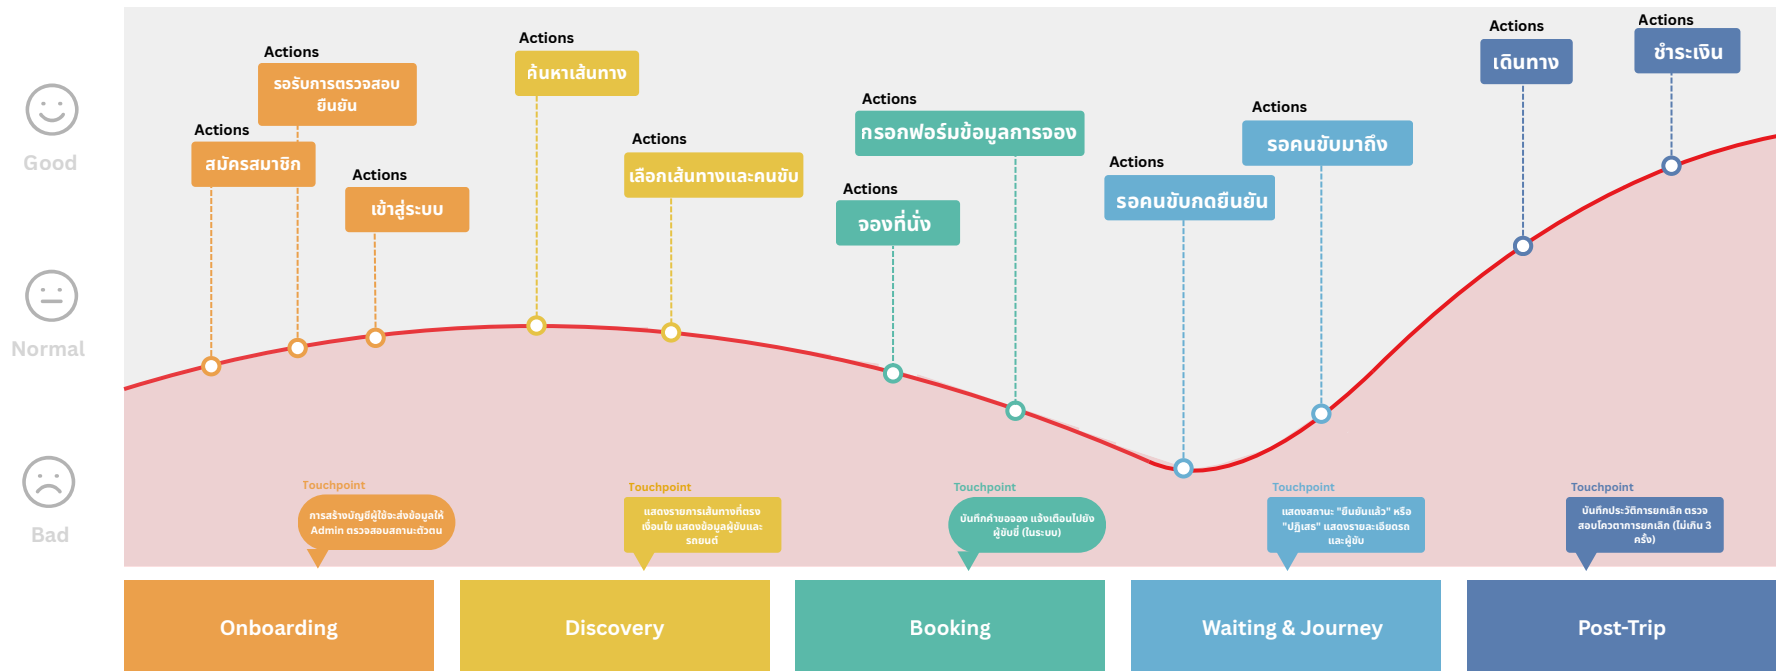 Good
Normal
Bad
Actions
สมัครสมาชิก
Actions
รอรับการตรวจสอบ
ยืนยัน
Actions
เข้าสู่ระบบ
Actions
ค้นหาเส้นทาง
Actions
เลือกเส้นทางและคนขับ
Actions
จองที่นั่ง
Actions
กรอกฟอร์มข้อมูลการจอง
Actions
รอคนขับกดยืนยัน
Actions
รอคนขับมาถึง
Actions
เดินทาง
Actions
ชำระเงิน
Touchpoint
การสร้างบัญชีผู้ใช้จะส่งข้อมูลให้
Admin ตรวจสอบสถานะตัวตน
Touchpoint
แสดงรายการเส้นทางที่ตรง
เงื่อนไข แสดงข้อมูลผู้ขับและ
รถยนต์
Touchpoint
บันทึกคำขอจอง แจ้งเตือนไปยัง
ผู้ขับขี่ (ในระบบ)
Touchpoint
แสดงสถานะ "ยืนยันแล้ว" หรือ
"ปฏิเสธ" แสดงรายละเอียดรถ
และผู้ขับ
Touchpoint
บันทึกประวัติการยกเลิก ตรวจ
สอบโควตาการยกเลิก (ไม่เกิน 3
ครั้ง)
Onboarding
Discovery
Booking
Waiting & Journey
Post-Trip